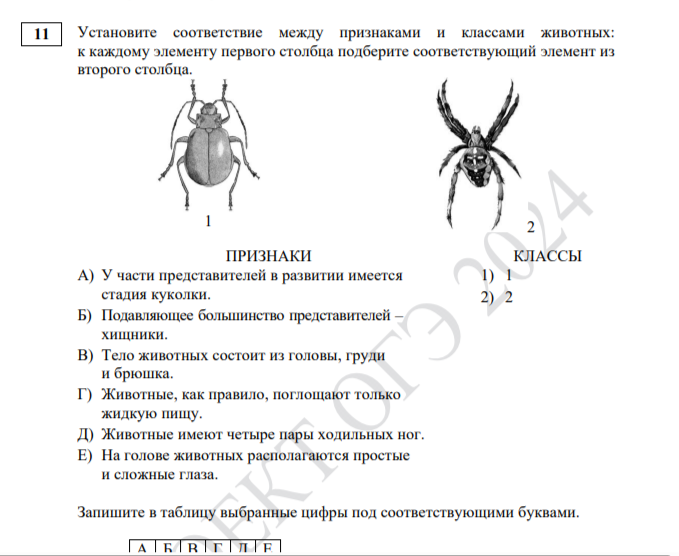 11
Установите соответствие между признаками и классами животных:
к каждому элементу первого столбца подберите соответствующий элемент из
второго столбца.
1
2
ПРИЗНАКИ
КЛАССЫ
А) У части представителей в развитии имеется
стадия куколки.
1) 1
2) 2
Б) Подавляющее большинство представителей –
хищники.
В) Тело животных состоит из головы, груди
и брюшка.
Г) Животные, как правило, поглощают только
жидкую пищу.
Д) Животные имеют четыре пары ходильных ног.
Е) На голове животных располагаются простые
и сложные глаза.
Запишите в таблицу выбранные цифры под соответствующими буквами.
А Б В Г Д Е
ПРОЕКТ ОГЭ 2024